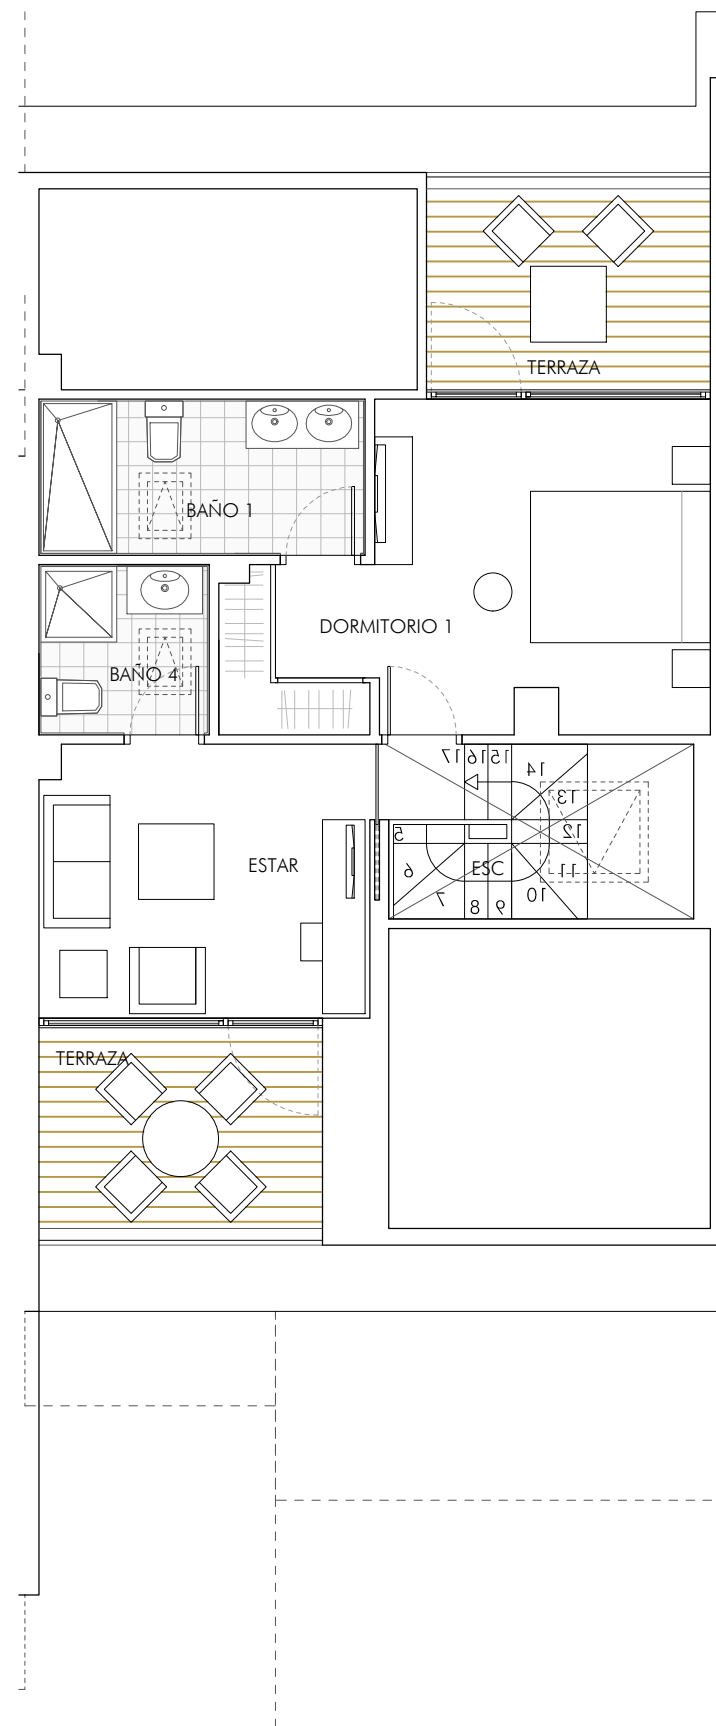 TERRAZA
BAÑO 1
DORMITORIO 1
BAÑO 4
17 16 15 14
13
12
11
10
9
8
7
6
5
ESC
ESTAR
TERRAZA